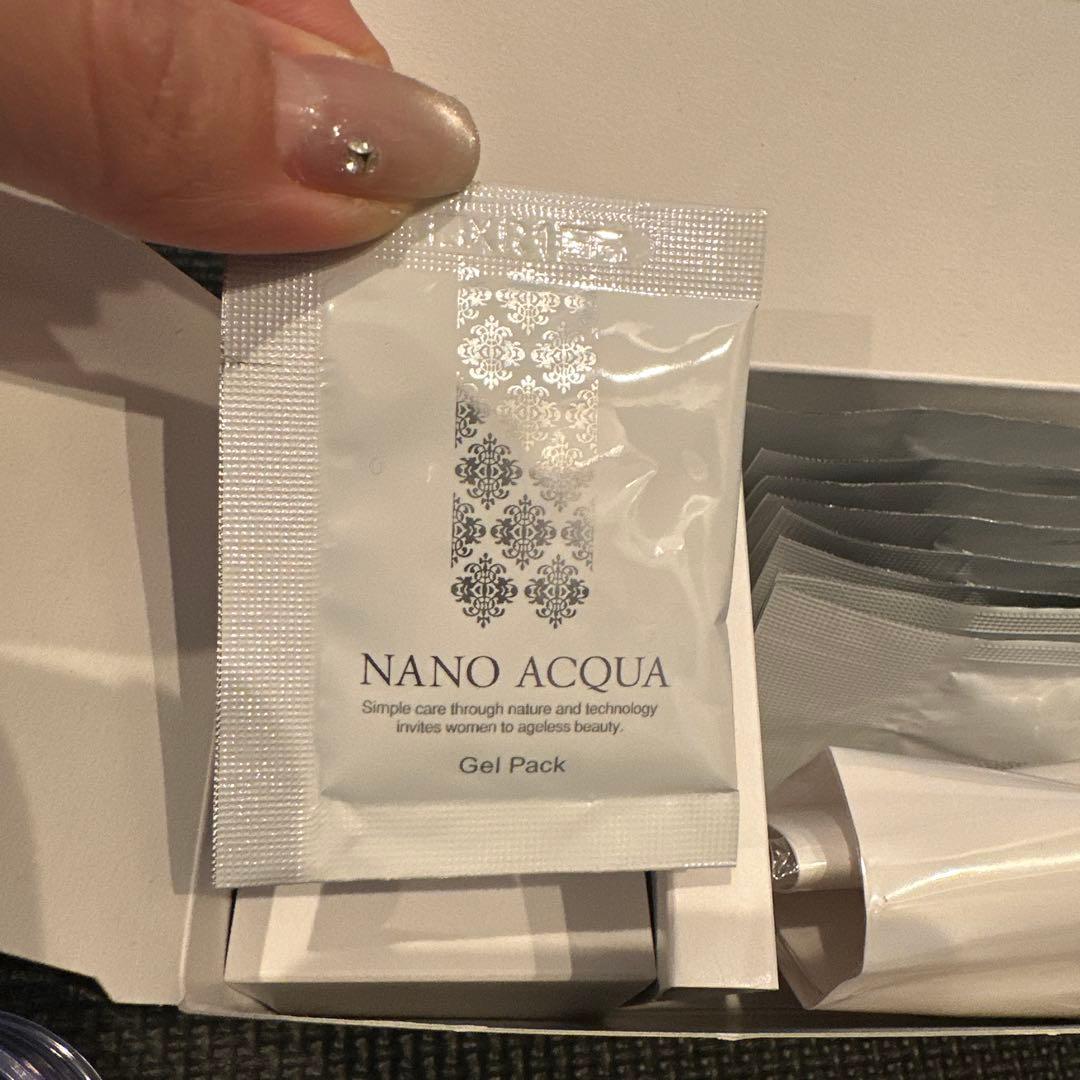 NANO ACQUA
Simple care through nature and technology
invites women to ageless beauty.
Gel Pack